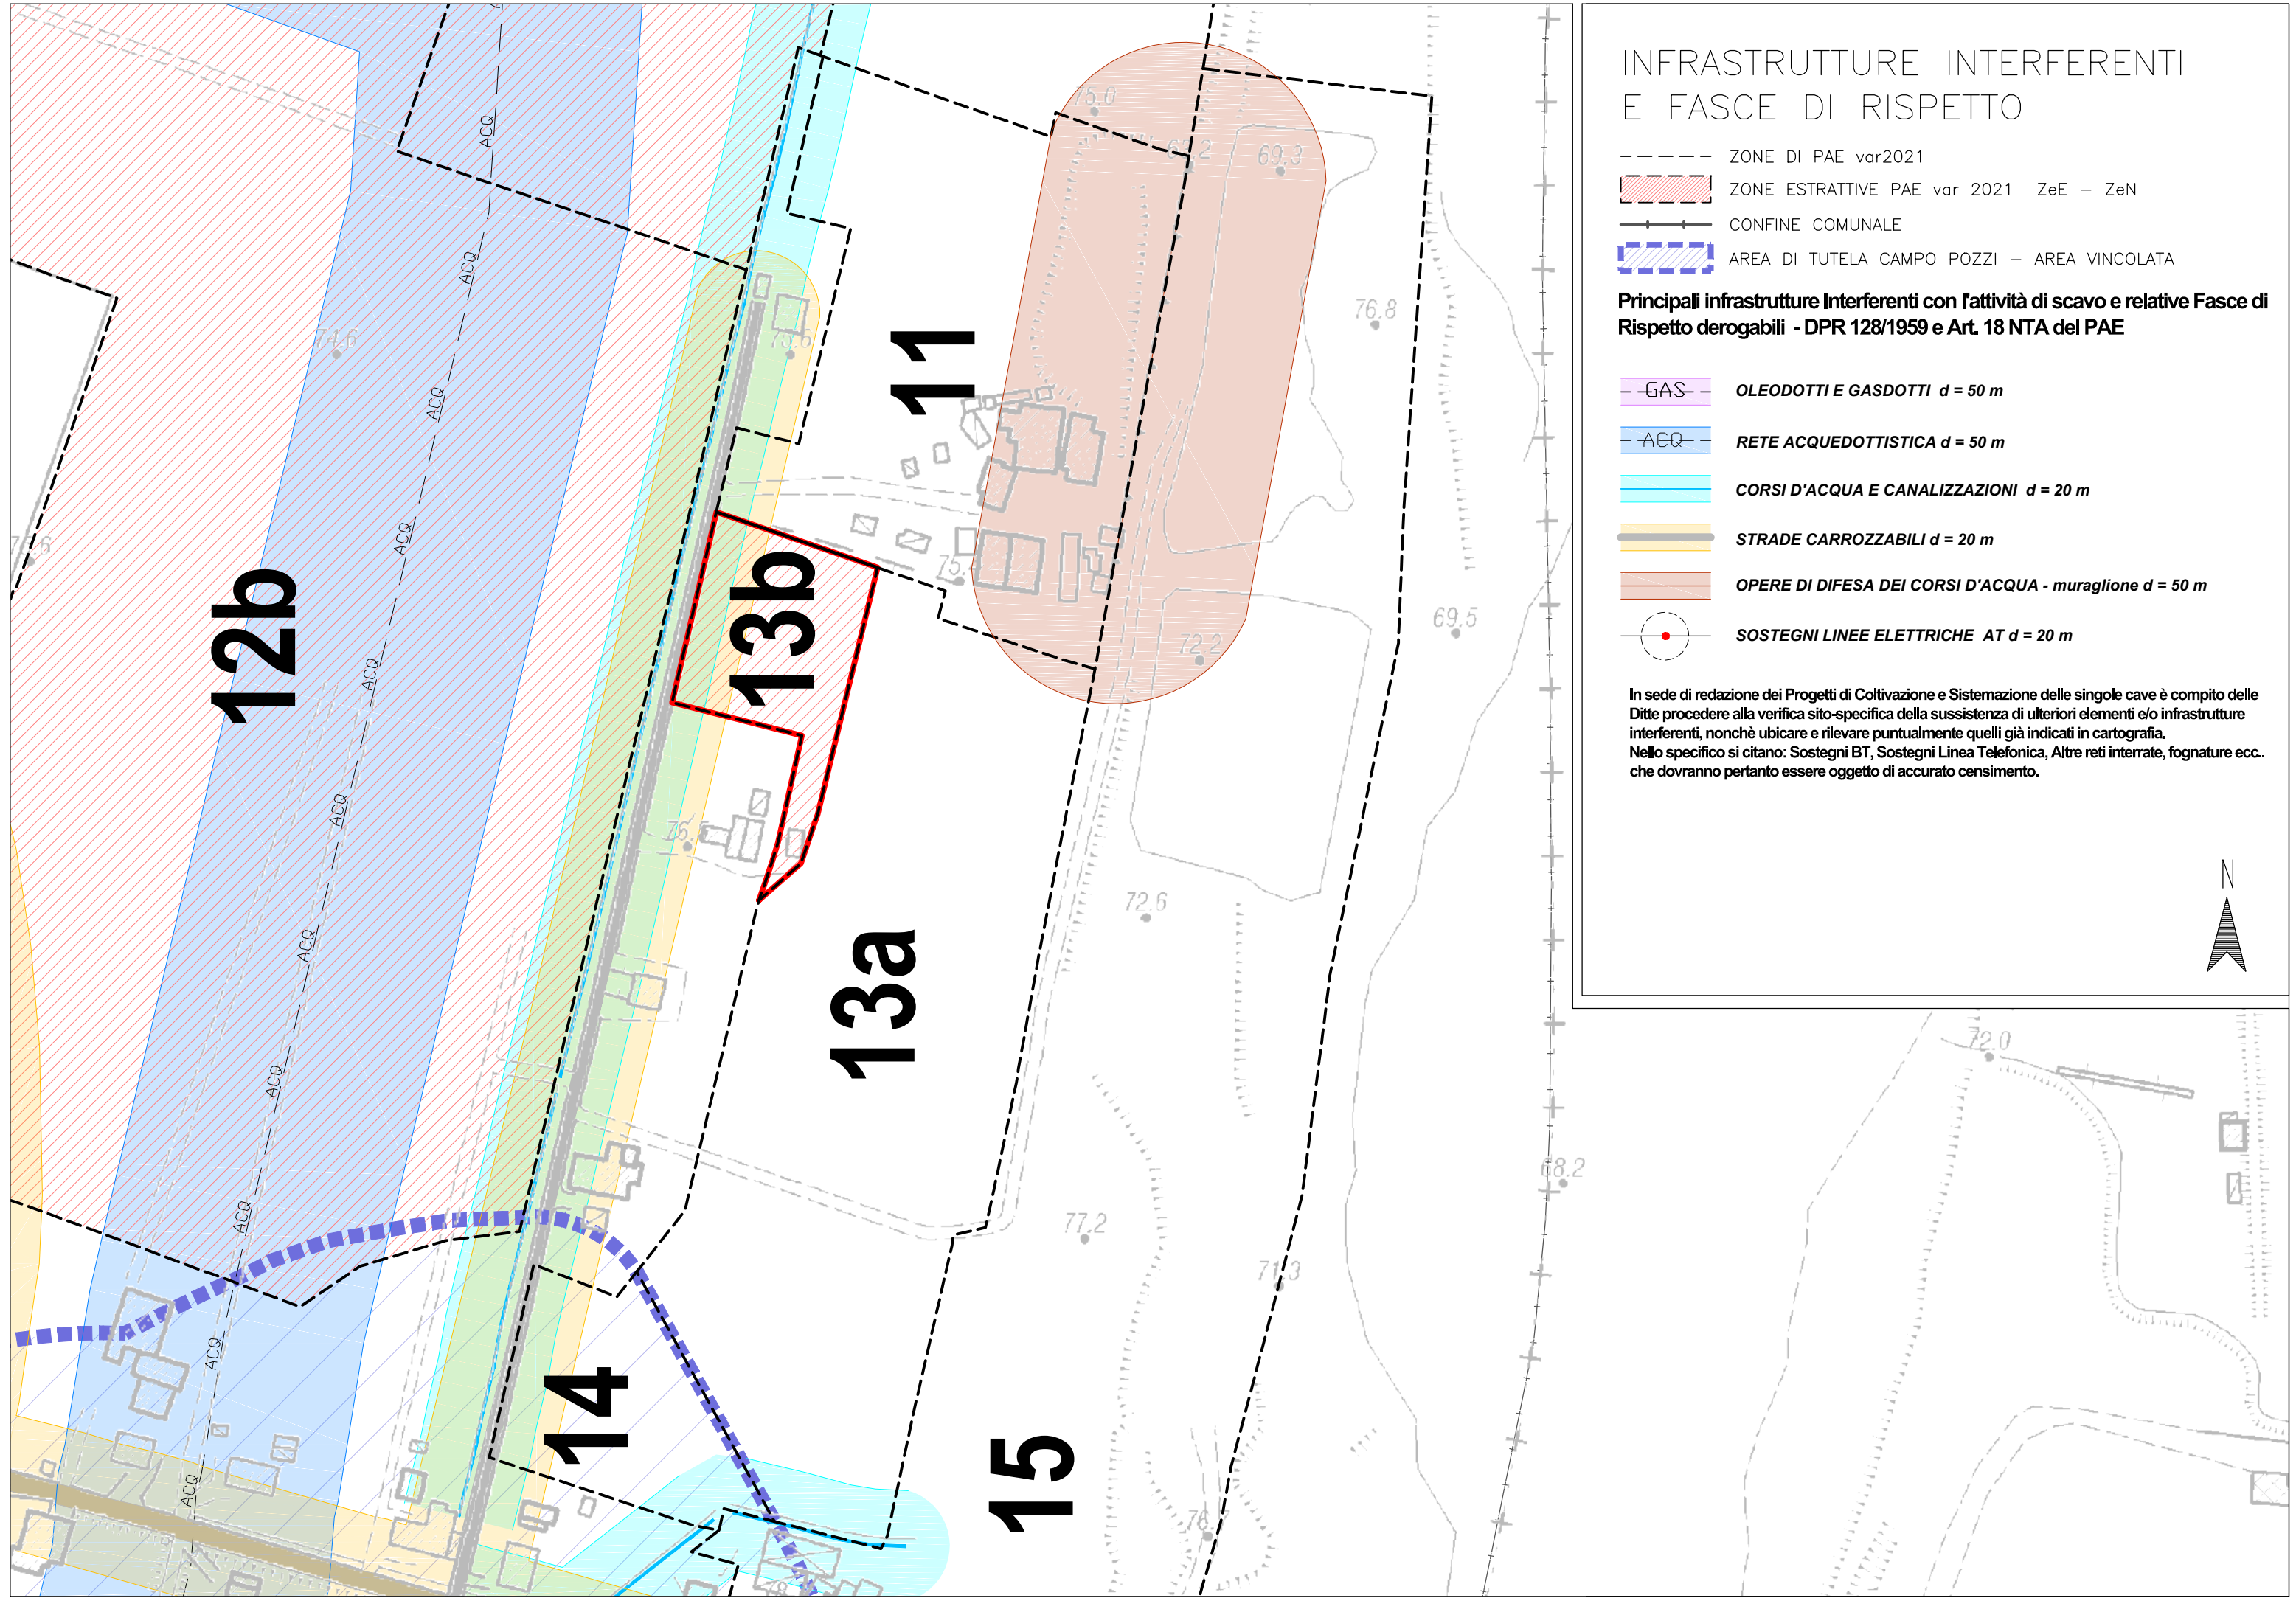 INFRASTRUTTURE INTERFERENTI
E FASCE DI RISPETTO
ZONE DI PAE var2021
ZONE ESTRATTIVE PAE var 2021 ZeE – ZeN
CONFINE COMUNALE
AREA DI TUTELA CAMPO POZZI – AREA VINCOLATA
Principali infrastrutture Interferenti con l'attività di scavo e relative Fasce di
Rispetto derogabili - DPR 128/1959 e Art. 18 NTA del PAE
GAS OLEODOTTI E GASDOTTI d = 50 m
ACQ RETE ACQUEDOTTISTICA d = 50 m
CORSI D'ACQUA E CANALIZZAZIONI d = 20 m
STRADE CARROZZABILI d = 20 m
OPERE DI DIFESA DEI CORSI D'ACQUA - muraglione d = 50 m
SOSTEGNI LINEE ELETTRICHE AT d = 20 m
In sede di redazione dei Progetti di Coltivazione e Sistemazione delle singole cave è compito delle
Ditte procedere alla verifica sito-specifica della sussistenza di ulteriori elementi e/o infrastrutture
interferenti, nonchè ubicare e rilevare puntualmente quelli già indicati in cartografia.
Nello specifico si citano: Sostegni BT, Sostegni Linea Telefonica, Altre reti interrate, fognature ecc..
che dovranno pertanto essere oggetto di accurato censimento.
N
12b
11
13b
13a
14
15
ACQ
ACQ
ACQ
ACQ
ACQ
ACQ
ACQ
ACQ
ACQ
ACQ
ACQ
ACQ
75.0
69.3
76.8
74.6
75.6
69.5
72.2
72.6
77.2
71.3
68.2
72.0